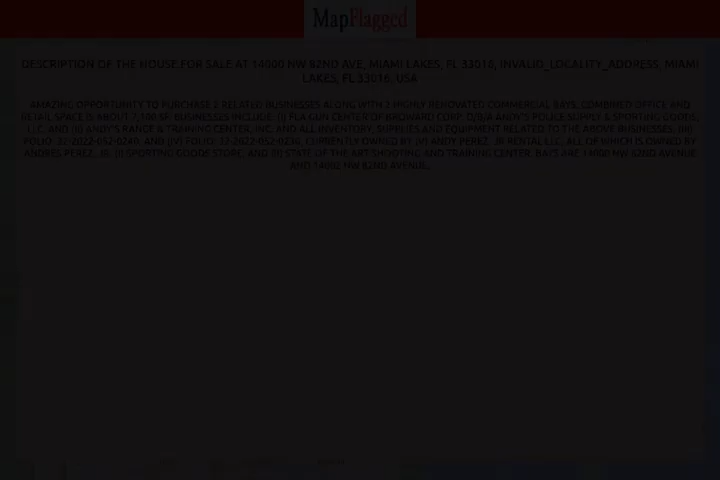 MapFlagged
DESCRIPTION OF THE HOUSE FOR SALE AT 14000 NW 82ND AVE, MIAMI LAKES, FL 33016, INVALID_LOCALITY_ADDRESS, MIAMI
LAKES, FL 33016, USA
AMAZING OPPORTUNITY TO PURCHASE 2 RELATED BUSINESSES ALONG WITH 2 HIGHLY RENOVATED COMMERCIAL BAYS. COMBINED OFFICE AND
RETAIL SPACE IS ABOUT 7,100 SF. BUSINESSES INCLUDE: (I) FLA GUN CENTER OF BROWARD CORP. D/B/A ANDY'S POLICE SUPPLY & SPORTING GOODS,
LLC. AND (II) ANDY'S RANGE & TRAINING CENTER, INC. AND ALL INVENTORY, SUPPLIES AND EQUIPMENT RELATED TO THE ABOVE BUSINESSES, (III)
FOLIO: 32-2022-052-0240, AND (IV) FOLIO: 32-2022-052-0230, CURRENTLY OWNED BY (V) ANDY PEREZ, JR RENTAL LLC, ALL OF WHICH IS OWNED BY
ANDRES PEREZ, JR. (I) SPORTING GOODS STORE, AND (II) STATE OF THE ART SHOOTING AND TRAINING CENTER. BAYS ARE 14000 NW 82ND AVENUE
AND 14002 NW 82ND AVENUE.